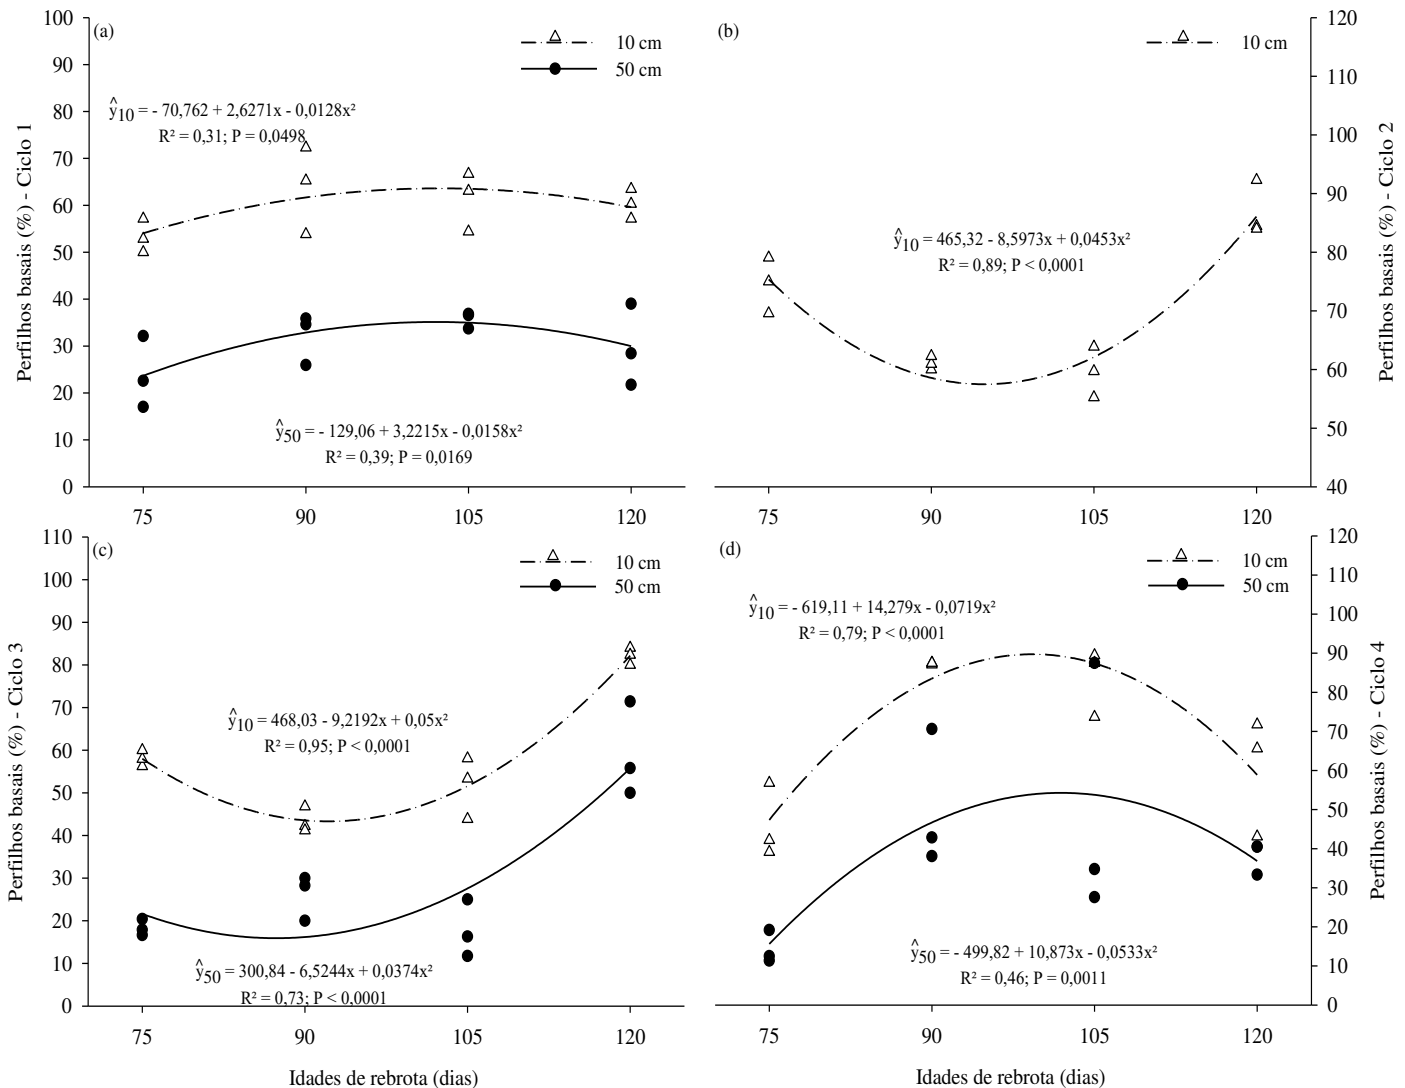 (a)
10 cm
50 cm
ŷ10 = - 70,762 + 2,6271x - 0,0128x²
R² = 0,31; P = 0,0498
ŷ50 = - 129,06 + 3,2215x - 0,0158x²
R² = 0,39; P = 0,0169
Perfilhos basais (%) - Ciclo 1
100
90
80
70
60
50
40
30
20
10
0
75 90 105 120
(b)
10 cm
ŷ10 = 465,32 - 8,5973x + 0,0453x²
R² = 0,89; P < 0,0001
Perfilhos basais (%) - Ciclo 2
120
110
100
90
80
70
60
50
40
75 90 105 120
(c)
10 cm
50 cm
ŷ10 = 468,03 - 9,2192x + 0,05x²
R² = 0,95; P < 0,0001
ŷ50 = 300,84 - 6,5244x + 0,0374x²
R² = 0,73; P < 0,0001
Perfilhos basais (%) - Ciclo 3
110
100
90
80
70
60
50
40
30
20
10
0
75 90 105 120
Idades de rebrota (dias)
(d)
10 cm
50 cm
ŷ10 = - 619,11 + 14,279x - 0,0719x²
R² = 0,79; P < 0,0001
ŷ50 = - 499,82 + 10,873x - 0,0533x²
R² = 0,46; P = 0,0011
Perfilhos basais (%) - Ciclo 4
120
110
100
90
80
70
60
50
40
30
20
10
0
75 90 105 120
Idades de rebrota (dias)